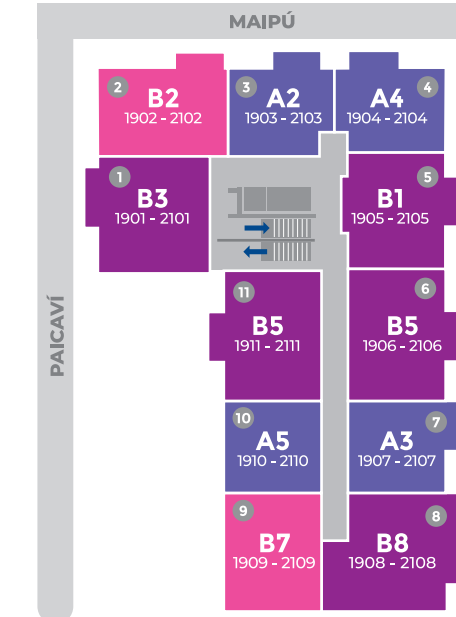 MAIPÚ
PAICAVÍ
2
B2
1902 - 2102
3
A2
1903 - 2103
4
A4
1904 - 2104
1
B3
1901 - 2101
5
B1
1905 - 2105
11
B5
1911 - 2111
6
B5
1906 - 2106
10
A5
1910 - 2110
7
A3
1907 - 2107
9
B7
1909 - 2109
8
B8
1908 - 2108